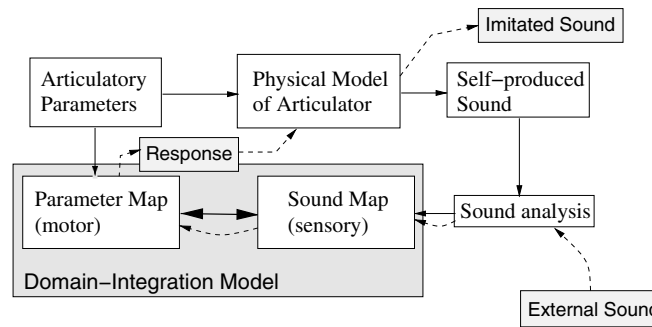 Imitated Sound
Articulatory
Parameters
Physical Model
of Articulator
Self−produced
Sound
Response
Parameter Map
(motor)
Sound Map
(sensory)
Sound analysis
Domain−Integration Model
External Sound